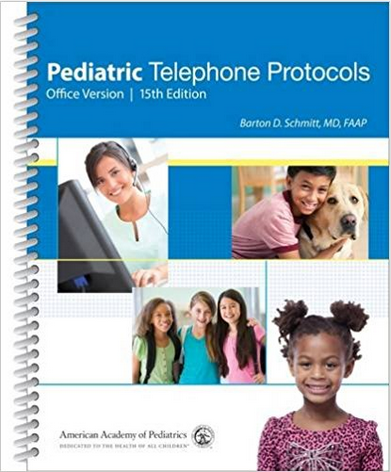 Pediatric Telephone Protocols
Office Version | 15th Edition
Barton D. Schmitt, MD, FAAP
American Academy of Pediatrics
DEDICATED TO THE HEALTH OF ALL CHILDREN™